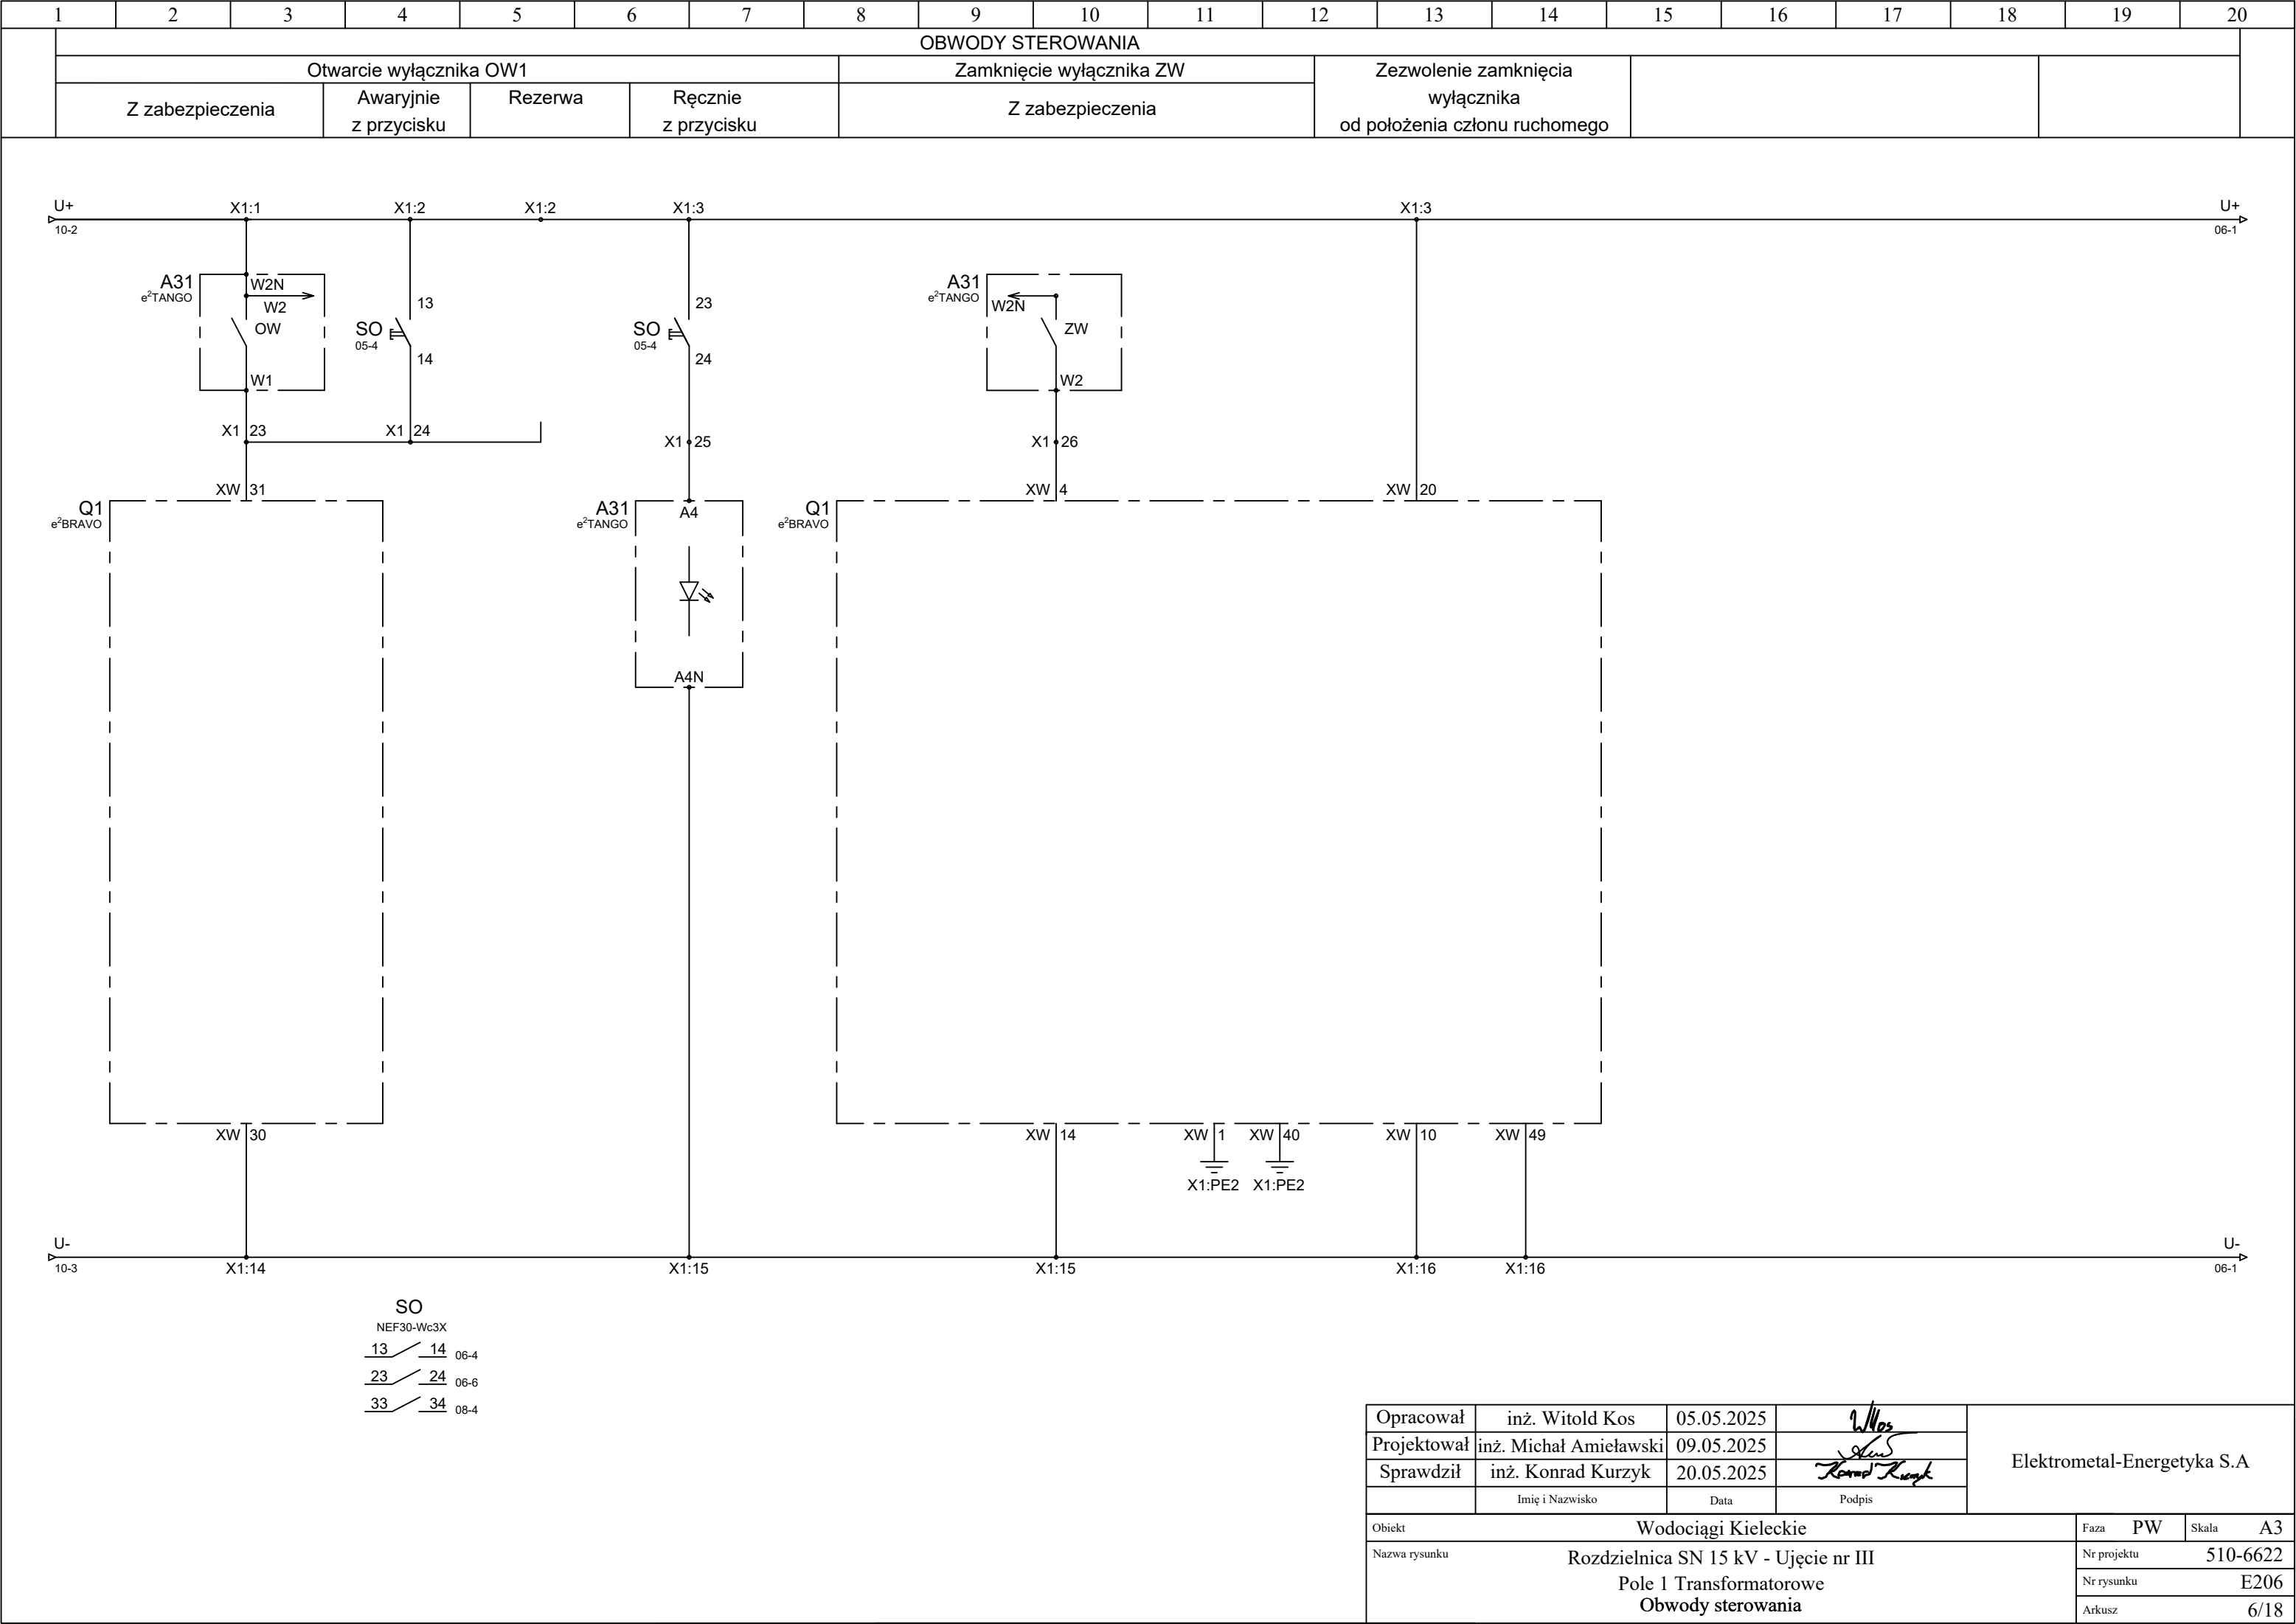 1 2 3 4 5 6 7 8 9 10 11 12 13 14 15 16 17 18 19 20
OBWODY STEROWANIA
Otwarcie wyłącznika OW1 Zamknięcie wyłącznika ZW Zezwolenie zamknięcia
wyłącznika
od położenia członu ruchomego
Z zabezpieczenia Awaryjnie
z przycisku Rezerwa Ręcznie
z przycisku Z zabezpieczenia
U+ X1:1 X1:2 X1:2 X1:3 X1:3 U+
10-2 06-1
A31
e²TANGO
W2N
W2
OW
W1
13
SO
05-4
14
23
SO
05-4
24
A31
e²TANGO
W2N
ZW
W2
X1 23 X1 24 X1 25 X1 26
XW 31 XW 4 XW 20
Q1
e²BRAVO
A31
e²TANGO
A4
A4N
Q1
e²BRAVO
XW 30 XW 14 XW 1 XW 40 XW 10 XW 49
X1:PE2 X1:PE2
U- U-
10-3 X1:14 X1:15 X1:15 X1:16 X1:16 06-1
SO
NEF30-Wc3X
13 14 06-4
23 24 06-6
33 34 08-4
Opracował inż. Witold Kos 05.05.2025 WKos
Projektował inż. Michał Amieławski 09.05.2025
Sprawdził inż. Konrad Kurzyk 20.05.2025 Konrad Kurzyk
Imię i Nazwisko Data Podpis
Elektrometal-Energetyka S.A
Obiekt Wodociągi Kieleckie Faza PW Skala A3
Nazwa rysunku Rozdzielnica SN 15 kV - Ujęcie nr III
Pole 1 Transformatorowe
Obwody sterowania
Nr projektu 510-6622
Nr rysunku E206
Arkusz 6/18